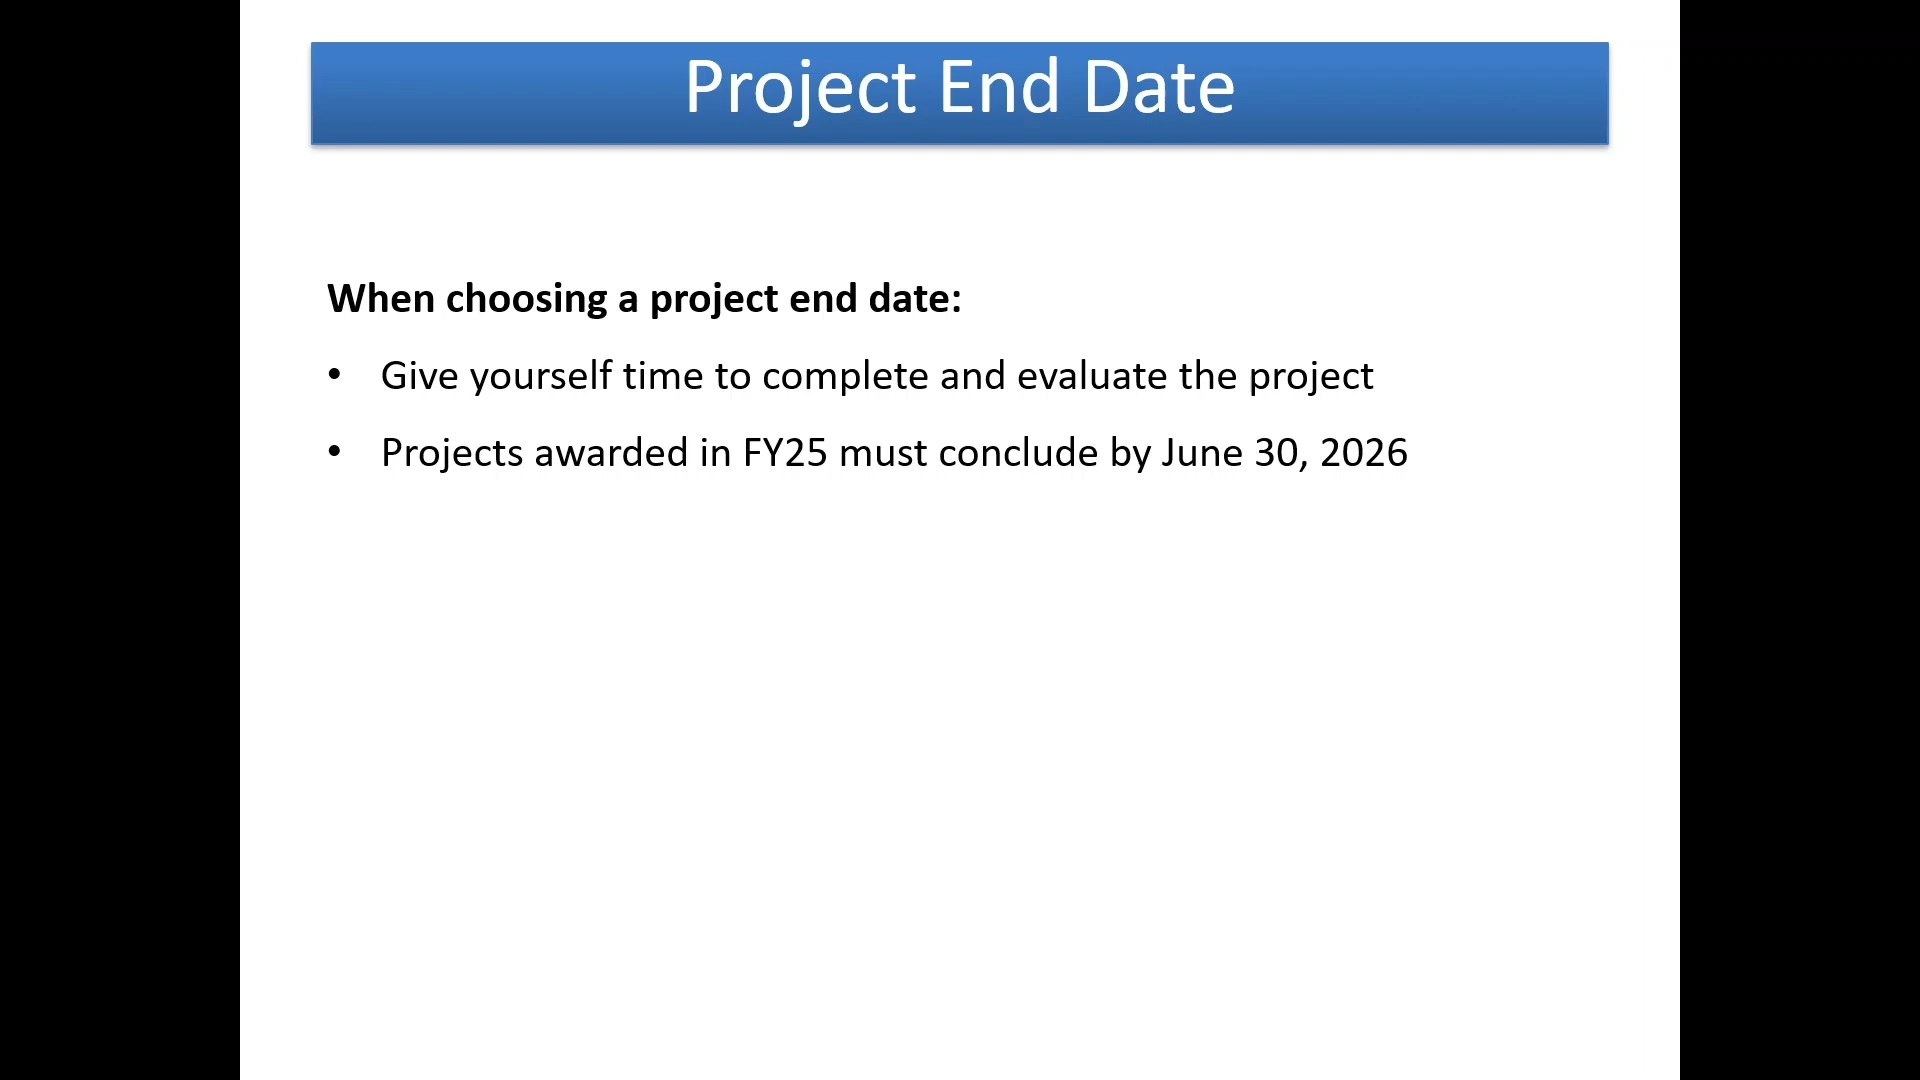 Project End Date
When choosing a project end date:
• Give yourself time to complete and evaluate the project
• Projects awarded in FY25 must conclude by June 30, 2026